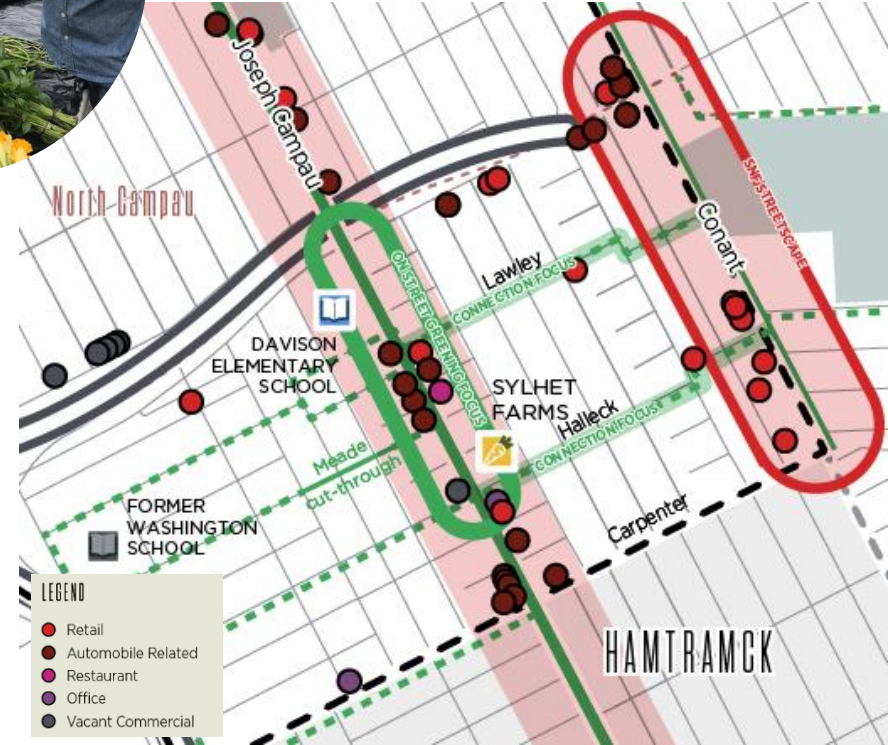 Joseph Campau
North Campau
SNF/STREETSCAPE
Conant
ON STREET GREENING FOCUS
Lawley
CONNECTION FOCUS
DAVISON
ELEMENTARY
SCHOOL
SYLHET
FARMS
Halleck
CONNECTION FOCUS
Meade
cut-through
FORMER
WASHINGTON
SCHOOL
Carpenter
HAMTRAMCK
LEGEND
Retail
Automobile Related
Restaurant
Office
Vacant Commercial